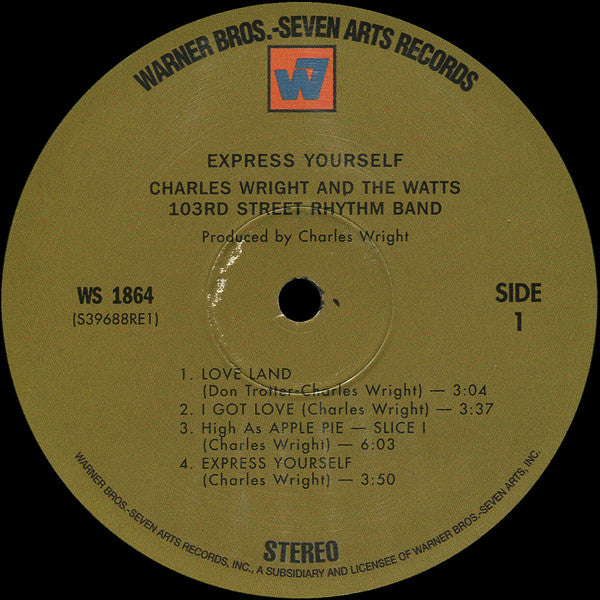 WARNER BROS.-SEVEN ARTS RECORDS
W7
EXPRESS YOURSELF
CHARLES WRIGHT AND THE WATTS
103RD STREET RHYTHM BAND
Produced by Charles Wright
WS 1864
(S39688RE1)
SIDE
1
1. LOVE LAND
(Don Trotter-Charles Wright) — 3:04
2. I GOT LOVE (Charles Wright) — 3:37
3. High As APPLE PIE — SLICE I
(Charles Wright) — 6:03
4. EXPRESS YOURSELF
(Charles Wright) — 3:50
STEREO
WARNER BROS.-SEVEN ARTS RECORDS, INC., A SUBSIDIARY AND LICENSEE OF WARNER BROS.-SEVEN ARTS, INC.